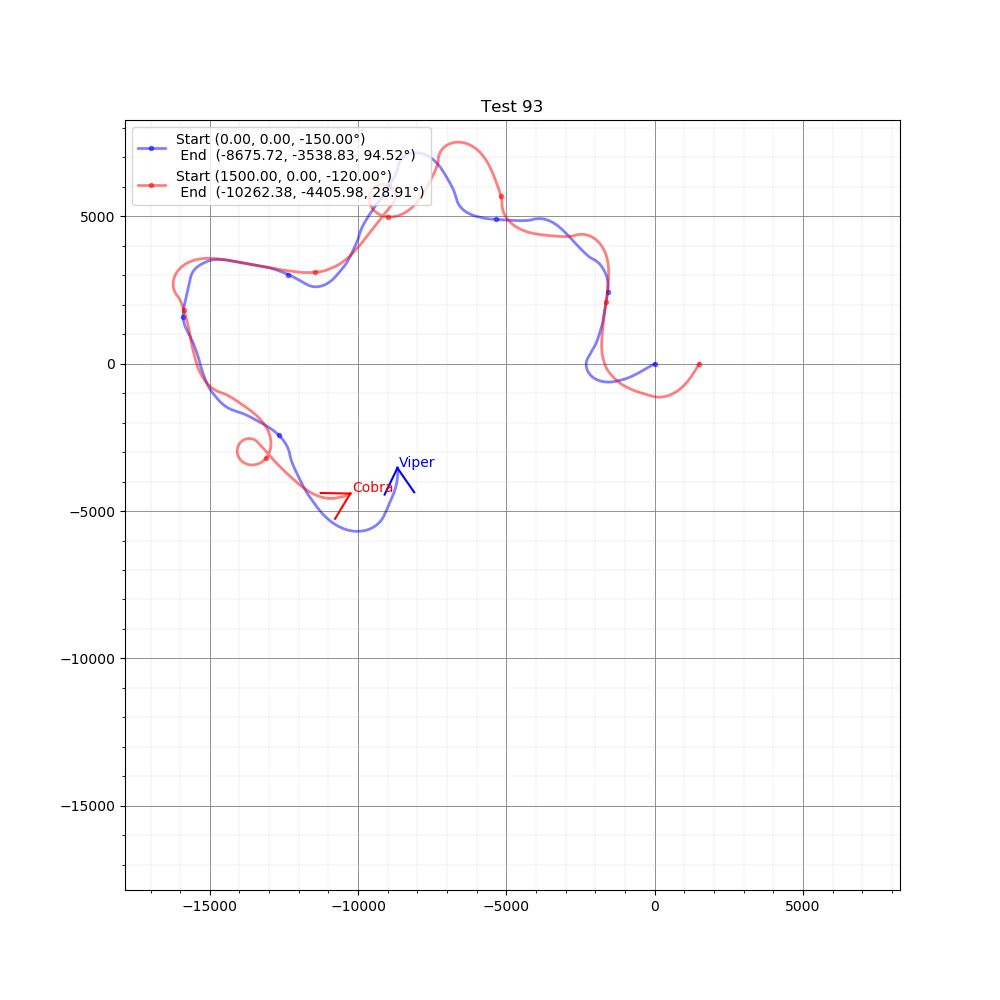 Test 93
Start (0.00, 0.00, -150.00°)
End (-8675.72, -3538.83, 94.52°)
Start (1500.00, 0.00, -120.00°)
End (-10262.38, -4405.98, 28.91°)
5000
0
−5000
−10000
−15000
Viper
Cobra
−15000 −10000 −5000 0 5000